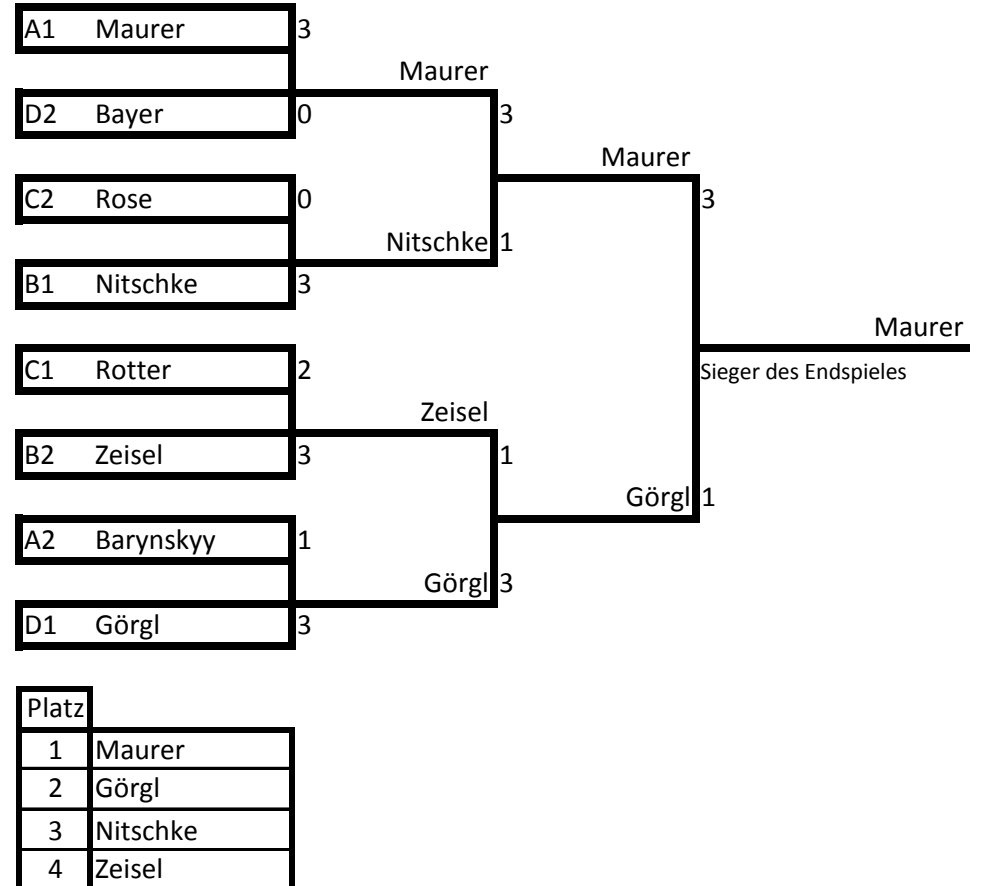 A1 Maurer 3
Maurer
D2 Bayer 0 3
Maurer
C2 Rose 0 3
Nitschke 1
B1 Nitschke 3
Maurer
C1 Rotter 2 Sieger des Endspieles
Zeisel
B2 Zeisel 3 1
Görgl 1
A2 Barynskyy 1
Görgl 3
D1 Görgl 3
Platz
1 Maurer
2 Görgl
3 Nitschke
4 Zeisel